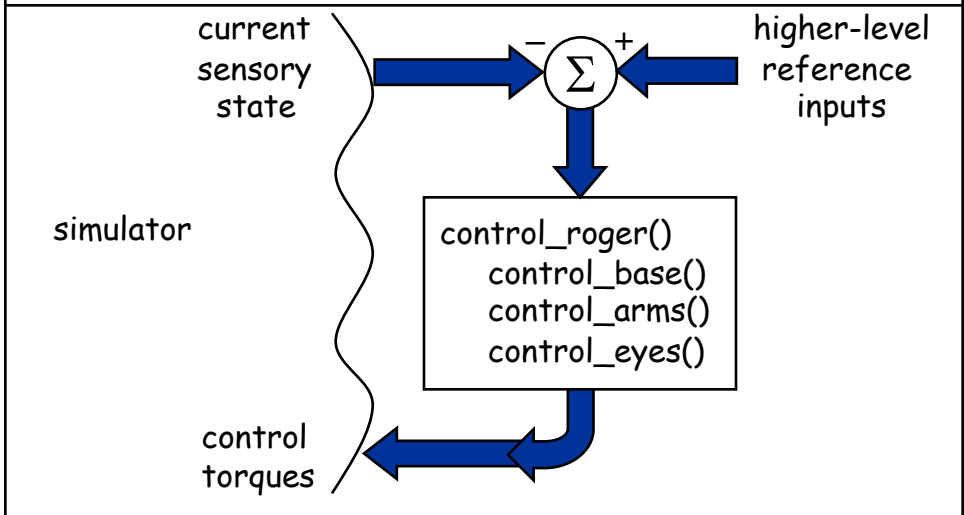 current
sensory
state
− Σ +
higher-level
reference
inputs
simulator
control_roger()
control_base()
control_arms()
control_eyes()
control
torques